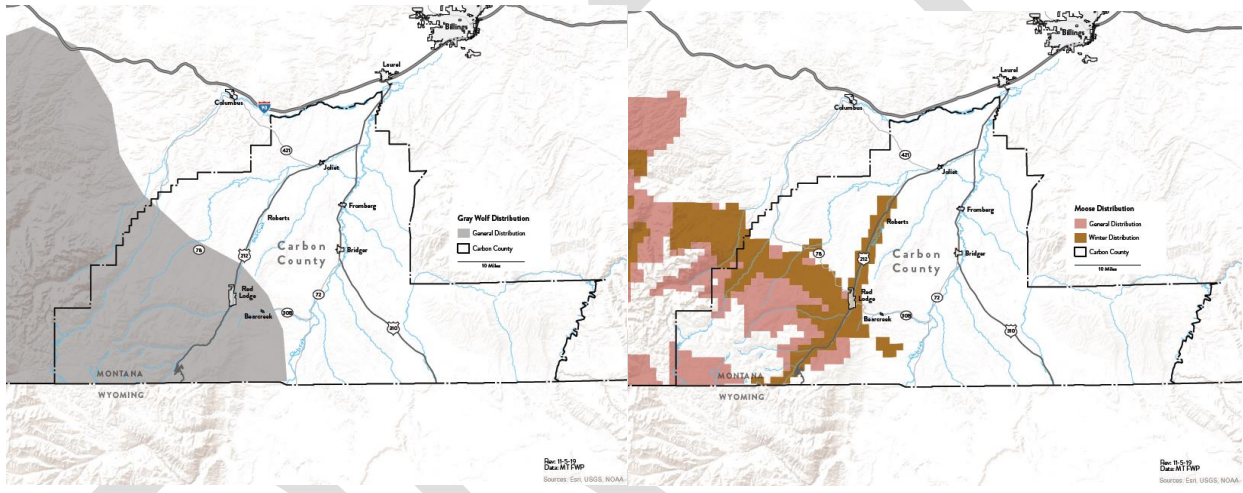 Billings
Laurel
Columbus
90
421
Joliet
Fromberg
Roberts
Gray Wolf Distribution
General Distribution
Carbon County
10 Miles
78
212
Carbon
County
Bridger
Red
Lodge
72
Bearcreek
308
310
MONTANA
WYOMING
Rev: 11-5-19
Data: MT FWP
Sources: Esri, USGS, NOAA
Billings
Laurel
Columbus
421
Joliet
Fromberg
Roberts
Moose Distribution
General Distribution
Winter Distribution
Carbon County
10 Miles
78
212
Carbon
County
Bridger
Red
Lodge
72
Bearcreek
308
310
MONTANA
WYOMING
Rev: 11-5-19
Data: MT FWP
Sources: Esri, USGS, NOAA